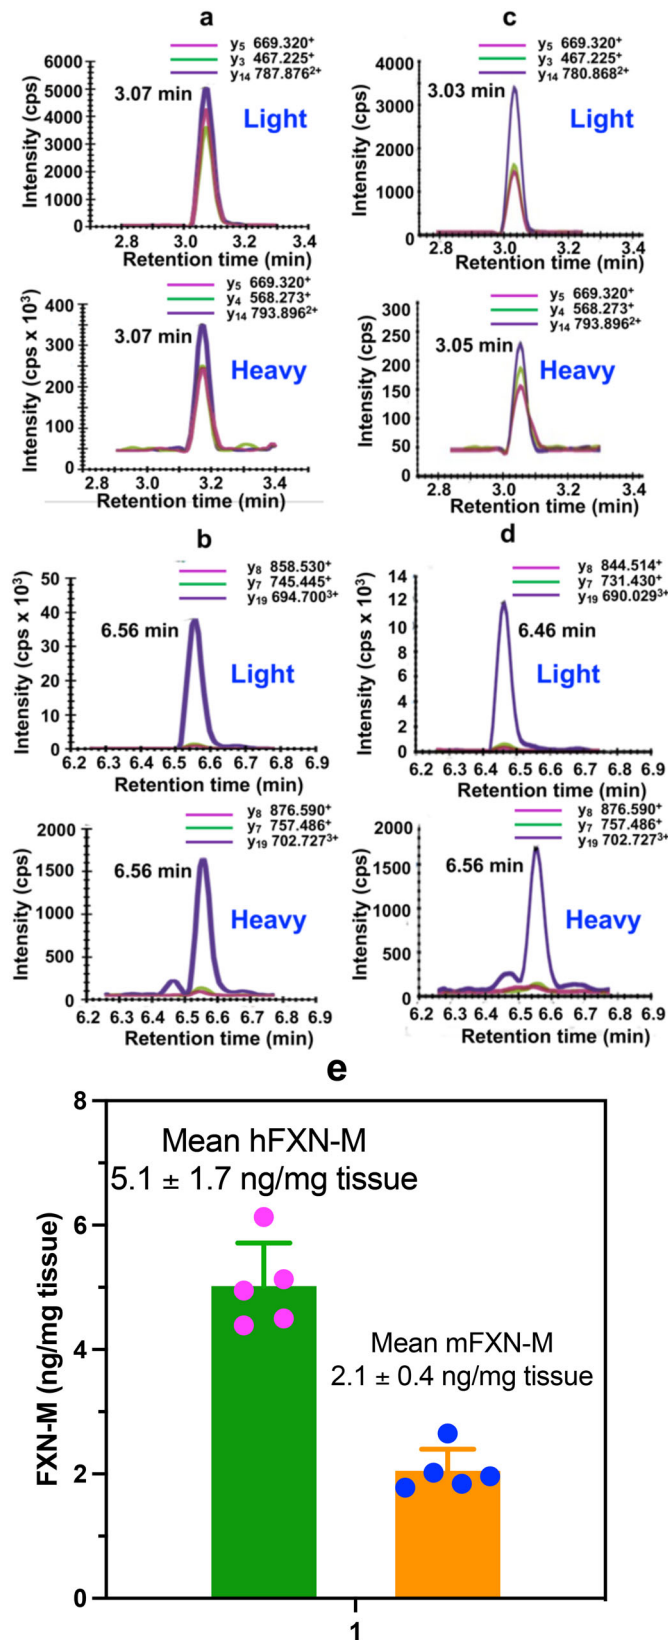 a
y5 669.320+
y3 467.225+
y14 787.876²+
6000
5000
4000
3000
2000
1000
0
3.07 min
Light
Intensity (cps)
2.8 3.0 3.2 3.4
Retention time (min)
y5 669.320+
y4 568.273+
y14 793.896²+
400
300
200
100
0
3.07 min
Heavy
Intensity (cps x 10³)
2.8 3.0 3.2 3.4
Retention time (min)
c
y5 669.320+
y3 467.225+
y14 780.868²+
4000
3000
2000
1000
0
3.03 min
Light
Intensity (cps)
2.8 3.0 3.2 3.4
Retention time (min)
y5 669.320+
y4 568.273+
y14 793.896²+
300
250
200
150
100
50
0
3.05 min
Heavy
Intensity (cps x 10³)
2.8 3.0 3.2 3.4
Retention time (min)
b
y8 858.530+
y7 745.445+
y19 694.700³+
50
40
30
20
10
0
6.56 min
Light
Intensity (cps x 10³)
6.2 6.3 6.4 6.5 6.6 6.7 6.8 6.9
Retention time (min)
y8 876.590+
y7 757.486+
y19 702.727³+
2000
1500
1000
500
0
6.56 min
Heavy
Intensity (cps)
6.2 6.3 6.4 6.5 6.6 6.7 6.8 6.9
Retention time (min)
d
y8 844.514+
y7 731.430+
y19 690.029³+
14
12
10
8
6
4
2
0
6.46 min
Light
Intensity (cps x 10³)
6.2 6.3 6.4 6.5 6.6 6.7 6.8 6.9
Retention time (min)
y8 876.590+
y7 757.486+
y19 702.727³+
2000
1500
1000
500
0
6.56 min
Heavy
Intensity (cps)
6.2 6.3 6.4 6.5 6.6 6.7 6.8 6.9
Retention time (min)
e
8
6
4
2
0
FXN-M (ng/mg tissue)
Mean hFXN-M
5.1 ± 1.7 ng/mg tissue
Mean mFXN-M
2.1 ± 0.4 ng/mg tissue
1